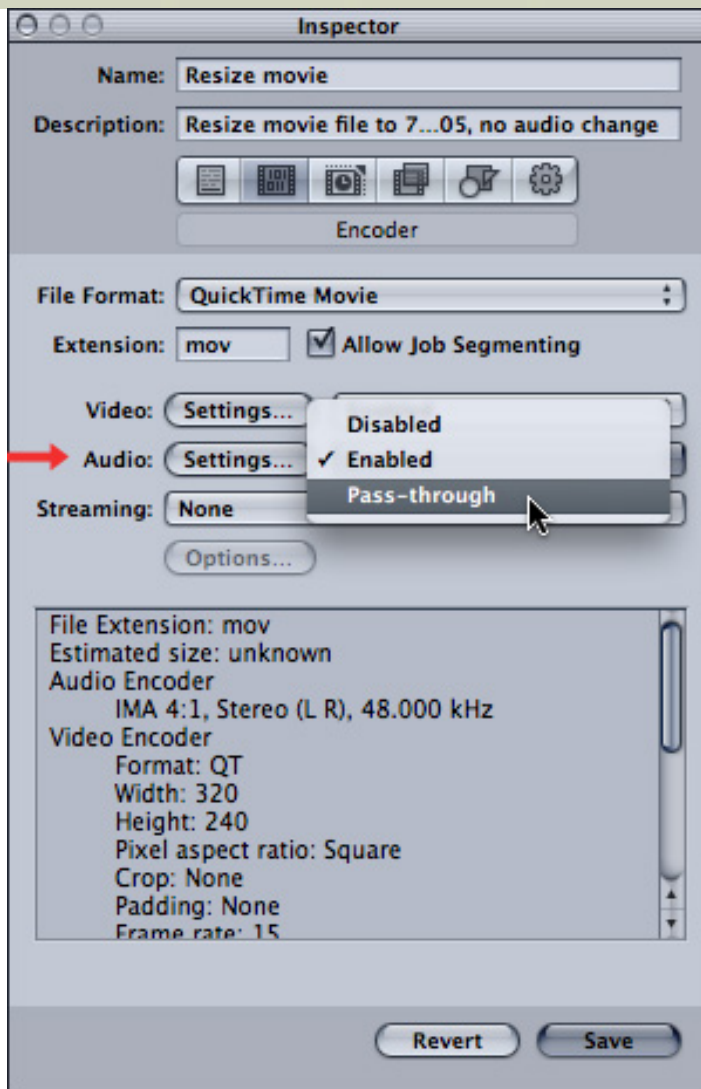 Inspector
Name: Resize movie
Description: Resize movie file to 7...05, no audio change
Encoder
File Format: QuickTime Movie
Extension: mov Allow Job Segmenting
Video: Settings...
Disabled
Audio: Settings... ✓ Enabled
Streaming: None Pass-through
Options...
File Extension: mov
Estimated size: unknown
Audio Encoder
IMA 4:1, Stereo (L R), 48.000 kHz
Video Encoder
Format: QT
Width: 320
Height: 240
Pixel aspect ratio: Square
Crop: None
Padding: None
Frame rate: 15
Revert Save